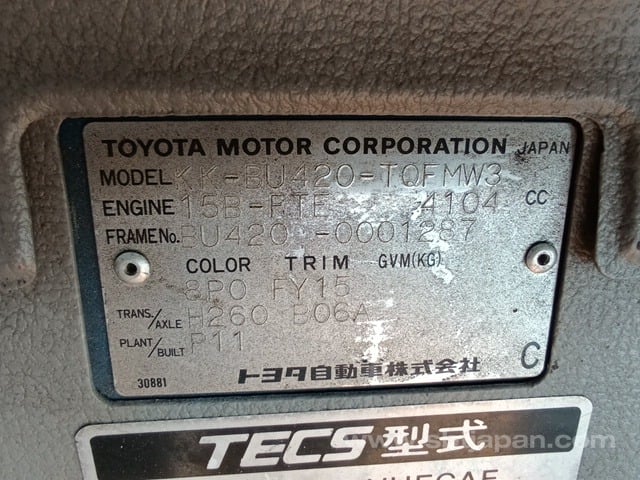 TOYOTA MOTOR CORPORATION JAPAN
MODEL KK-BU420-TQFMW3
ENGINE 15B-FTE 4104 CC
FRAME No. BU420 -0001287
COLOR TRIM GVM(KG)
8P0 FY15
TRANS./AXLE H260 B06A
PLANT/BUILT P11
30881 トヨタ自動車株式会社 C
TECS型式